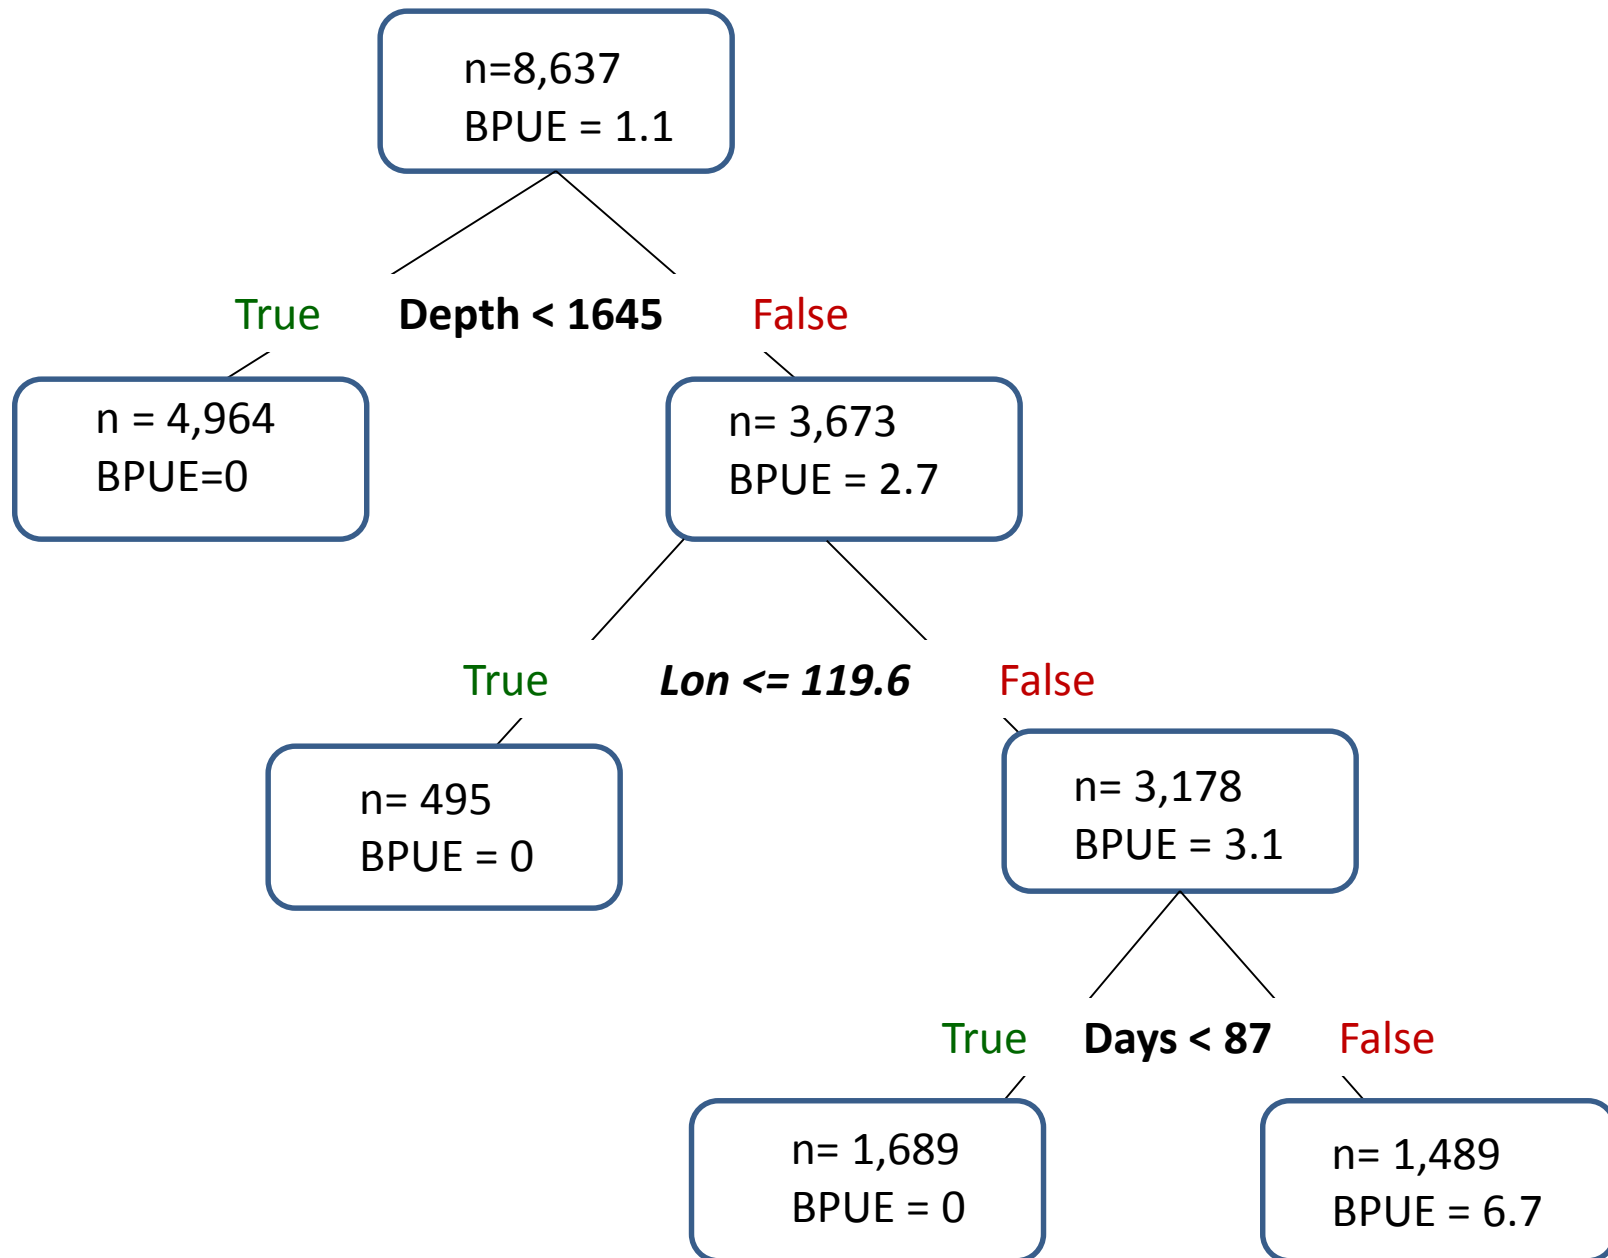 n=8,637
BPUE = 1.1
True Depth < 1645 False
n = 4,964
BPUE=0
n= 3,673
BPUE = 2.7
True Lon <= 119.6 False
n= 495
BPUE = 0
n= 3,178
BPUE = 3.1
True Days < 87 False
n= 1,689
BPUE = 0
n= 1,489
BPUE = 6.7